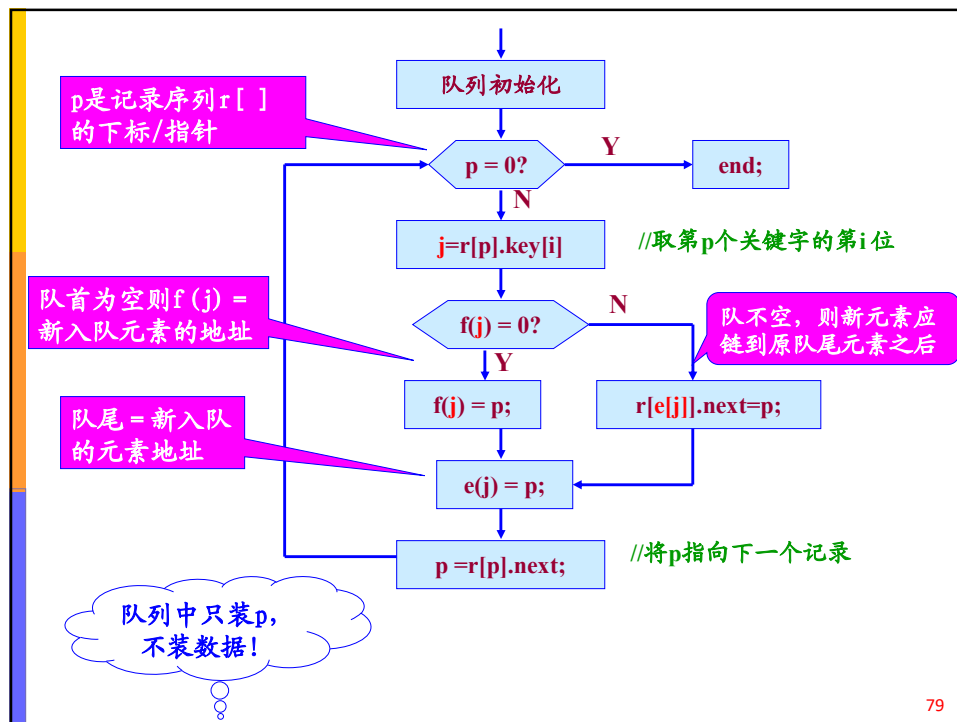 队列初始化
p是记录序列r[ ]
的下标/指针
p = 0?
Y
end;
N
j=r[p].key[i]
//取第p个关键字的第i位
队首为空则f(j) =
新入队元素的地址
f(j) = 0?
N
队不空，则新元素应
链到原队尾元素之后
Y
f(j) = p;
r[e[j]].next=p;
队尾 = 新入队
的元素地址
e(j) = p;
p =r[p].next;
//将p指向下一个记录
队列中只装p，
不装数据!
79